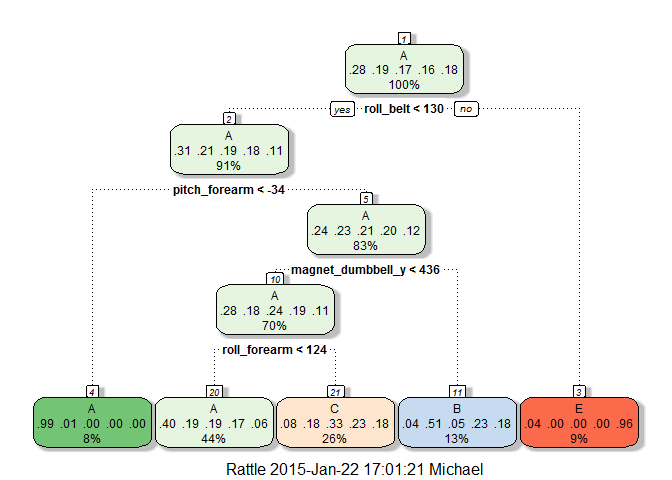 1
A
.28 .19 .17 .16 .18
100%
yes roll_belt < 130 no
2
A
.31 .21 .19 .18 .11
91%
pitch_forearm < -34
5
A
.24 .23 .21 .20 .12
83%
magnet_dumbbell_y < 436
10
A
.28 .18 .24 .19 .11
70%
roll_forearm < 124
4
A
.99 .01 .00 .00 .00
8%
20
A
.40 .19 .19 .17 .06
44%
21
C
.08 .18 .33 .23 .18
26%
11
B
.04 .51 .05 .23 .18
13%
3
E
.04 .00 .00 .00 .96
9%
Rattle 2015-Jan-22 17:01:21 Michael